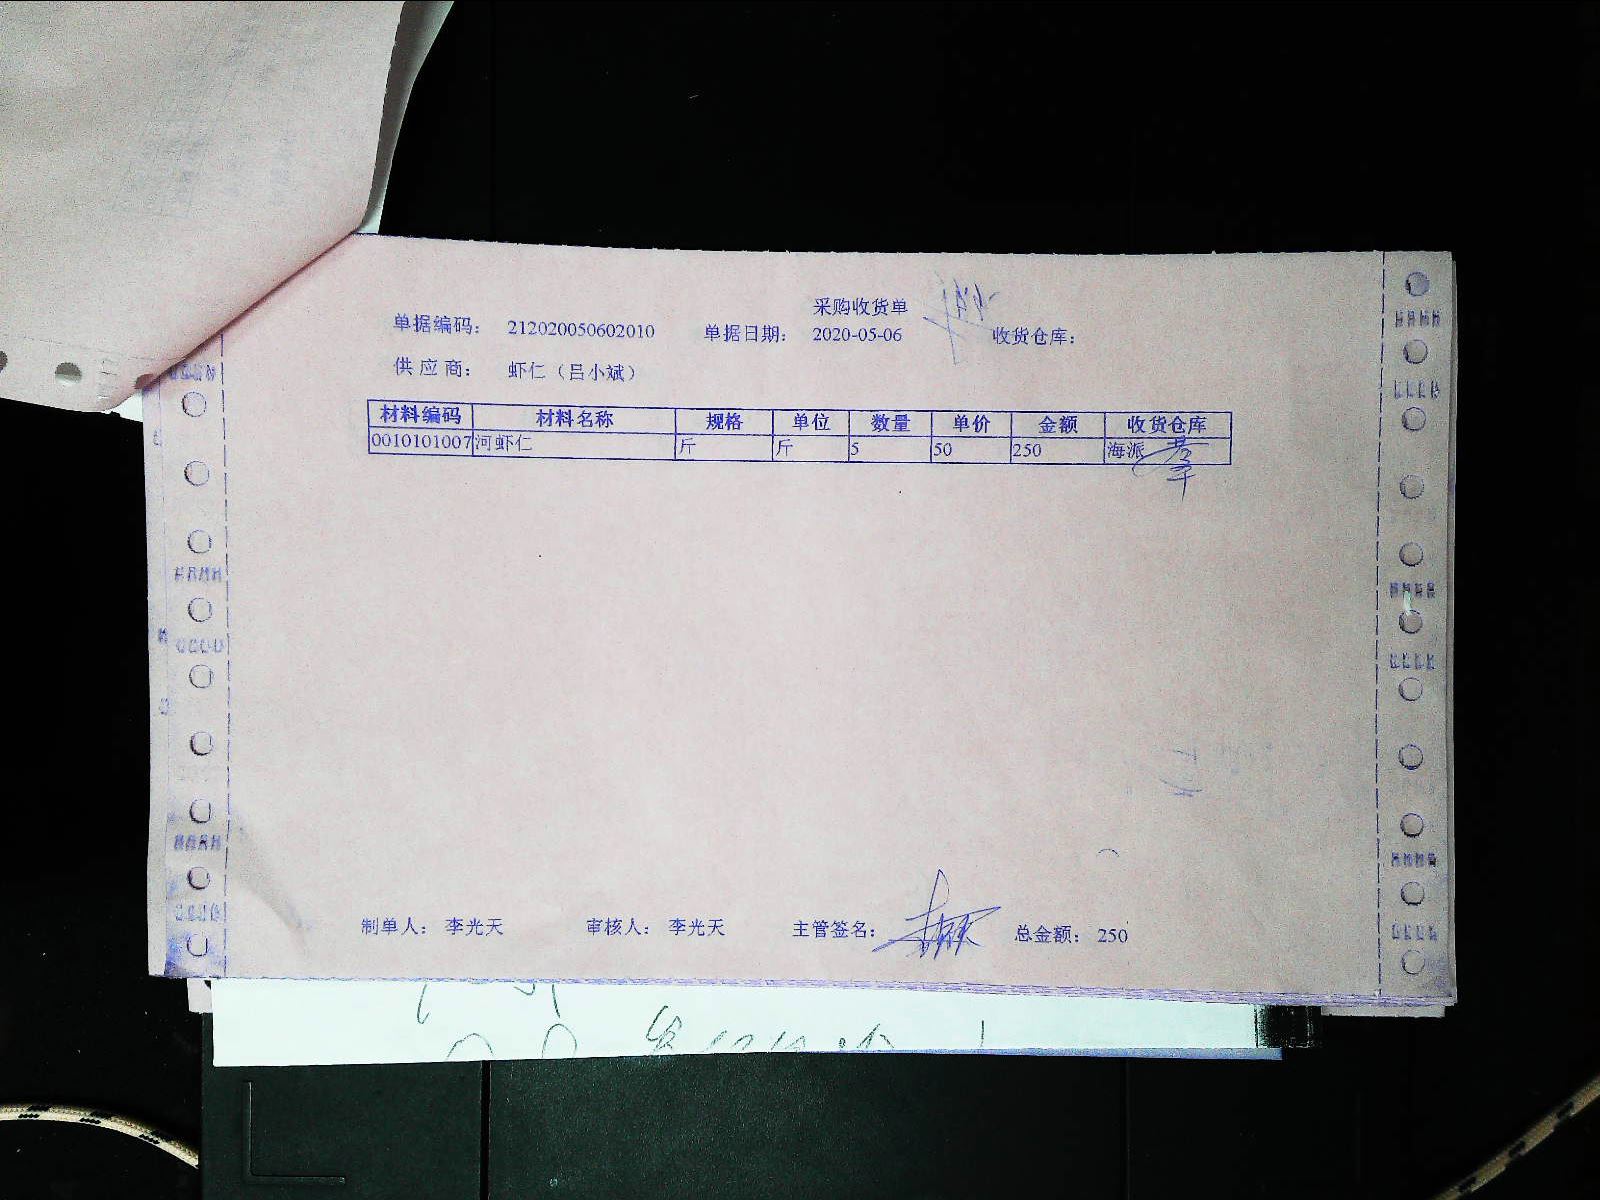 采购收货单
单据编码： 212020050602010 单据日期： 2020-05-06 收货仓库：
供应商： 虾仁（吕小斌）
材料编码 材料名称 规格 单位 数量 单价 金额 收货仓库
0010101007 河虾仁 斤 斤 5 50 250 海派
制单人： 李光天 审核人： 李光天 主管签名： 总金额： 250